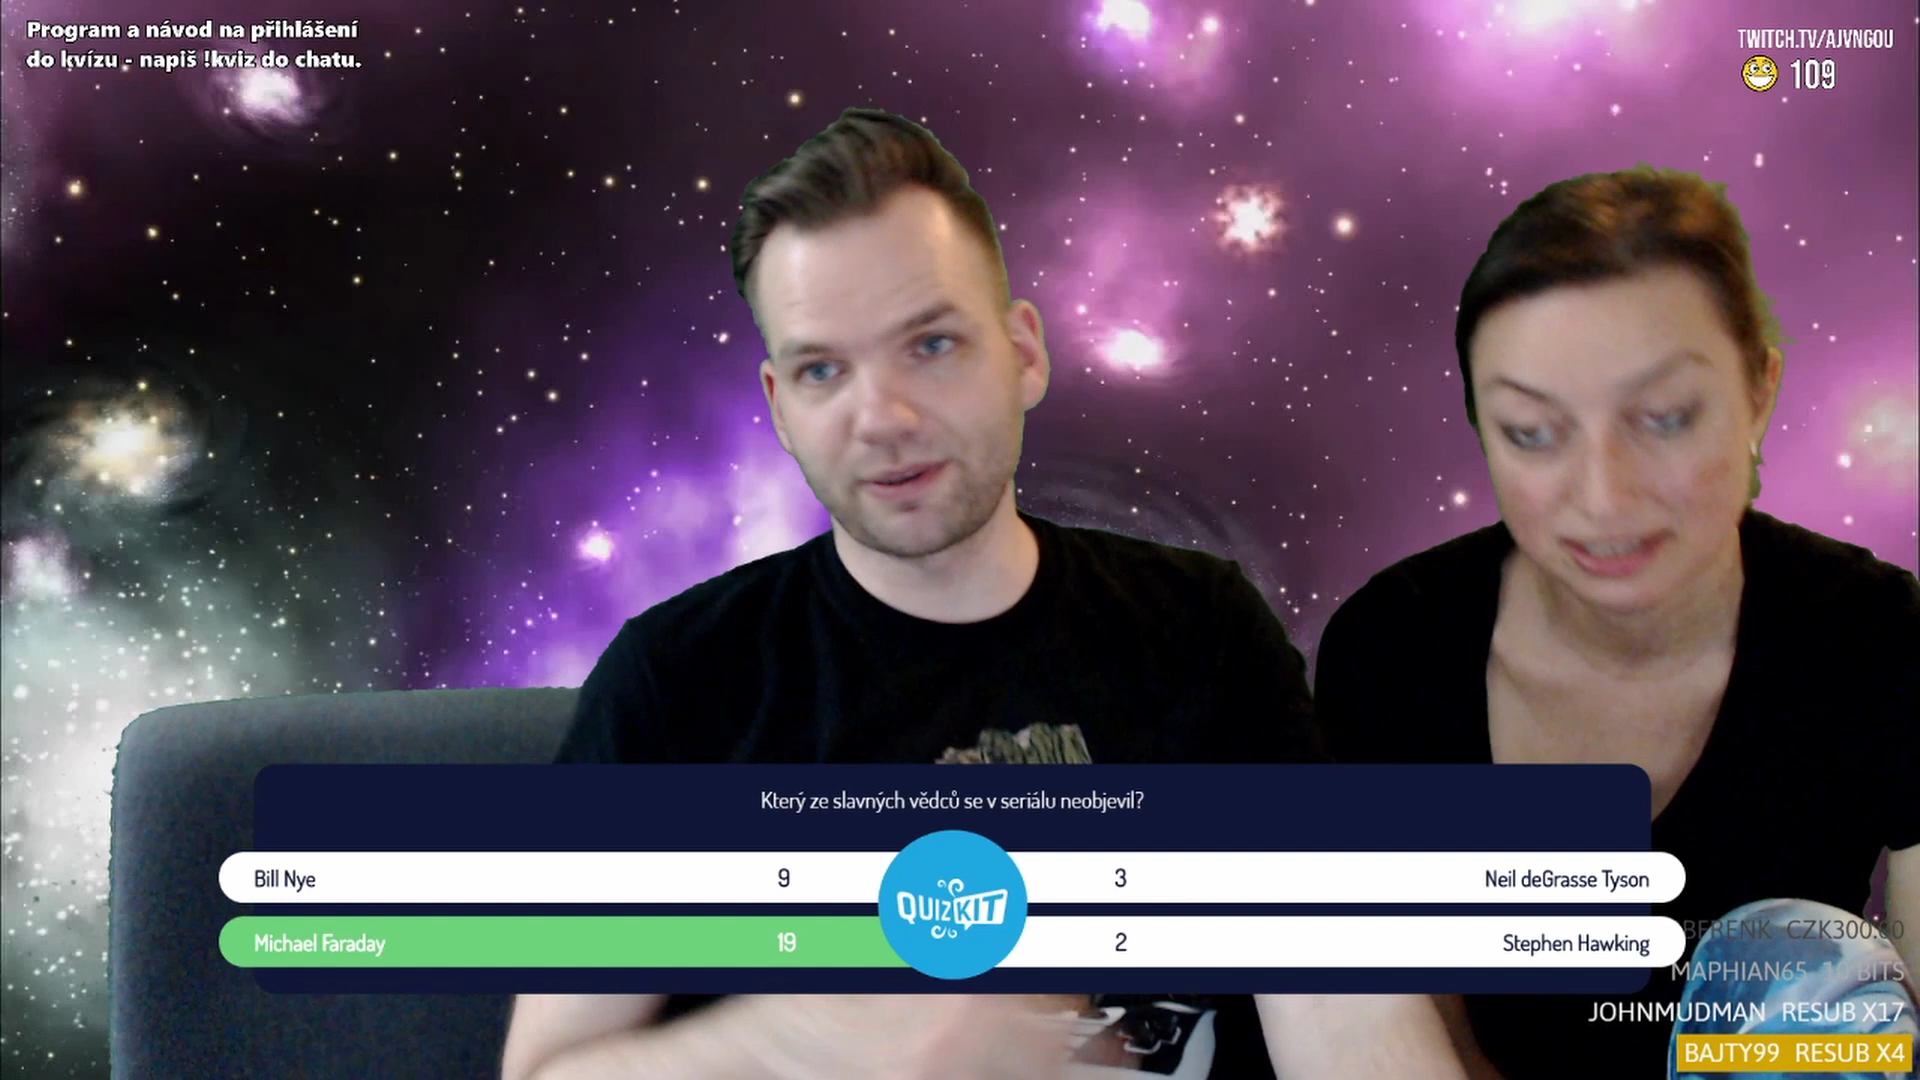 Program a návod na přihlášení
do kvízu - napiš !kviz do chatu.
TWITCH.TV/AJVNGOU
109
Který ze slavných vědců se v seriálu neobjevil?
Bill Nye 9
3 Neil deGrasse Tyson
QUIZKIT
Michael Faraday 19
2 Stephen Hawking
BERENK CZK300.00
MAPHIAN65 10 BITS
JOHNMUDMAN RESUB X17
BAJTY99 RESUB X4